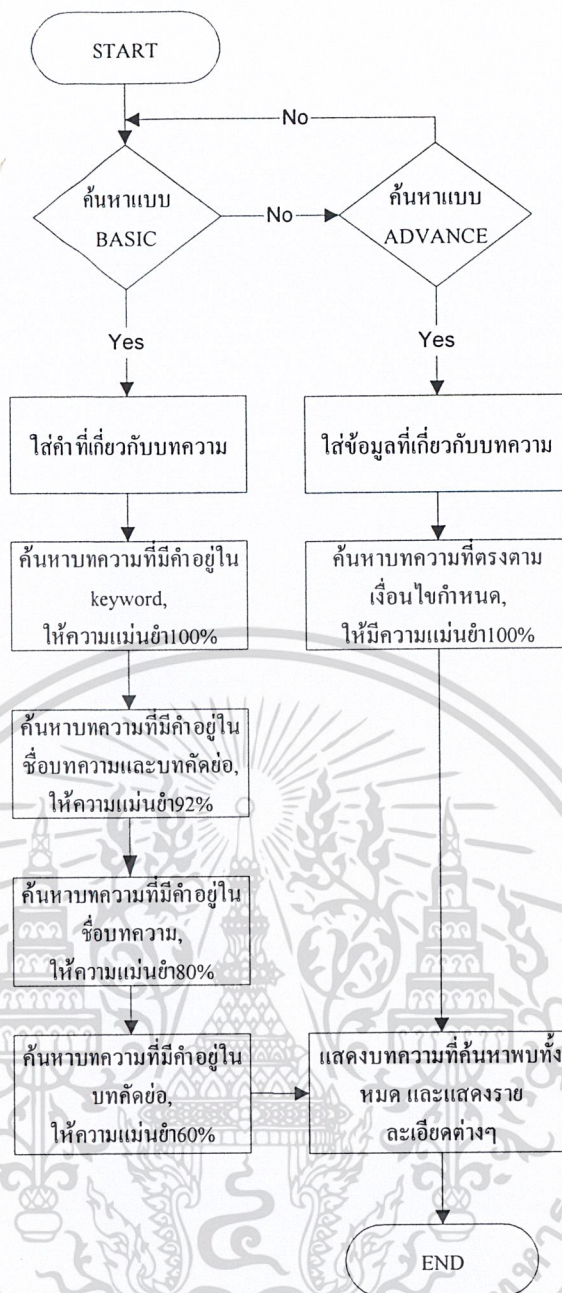 START
No
ค้นหาแบบ
BASIC
No
ค้นหาแบบ
ADVANCE
Yes
Yes
ใส่คำที่เกี่ยวกับบทความ
ใส่ข้อมูลที่เกี่ยวกับบทความ
ค้นหาบทความที่มีคำอยู่ใน
keyword,
ให้ความแม่นยำ100%
ค้นหาบทความที่ตรงตาม
เงื่อนไขกำหนด,
ให้มีความแม่นยำ100%
ค้นหาบทความที่มีคำอยู่ใน
ชื่อบทความและบทคัดย่อ,
ให้ความแม่นยำ92%
ค้นหาบทความที่มีคำอยู่ใน
ชื่อบทความ,
ให้ความแม่นยำ80%
ค้นหาบทความที่มีคำอยู่ใน
บทคัดย่อ,
ให้ความแม่นยำ60%
แสดงบทความที่ค้นหาพบทั้ง
หมด และแสดงราย
ละเอียดต่างๆ
END